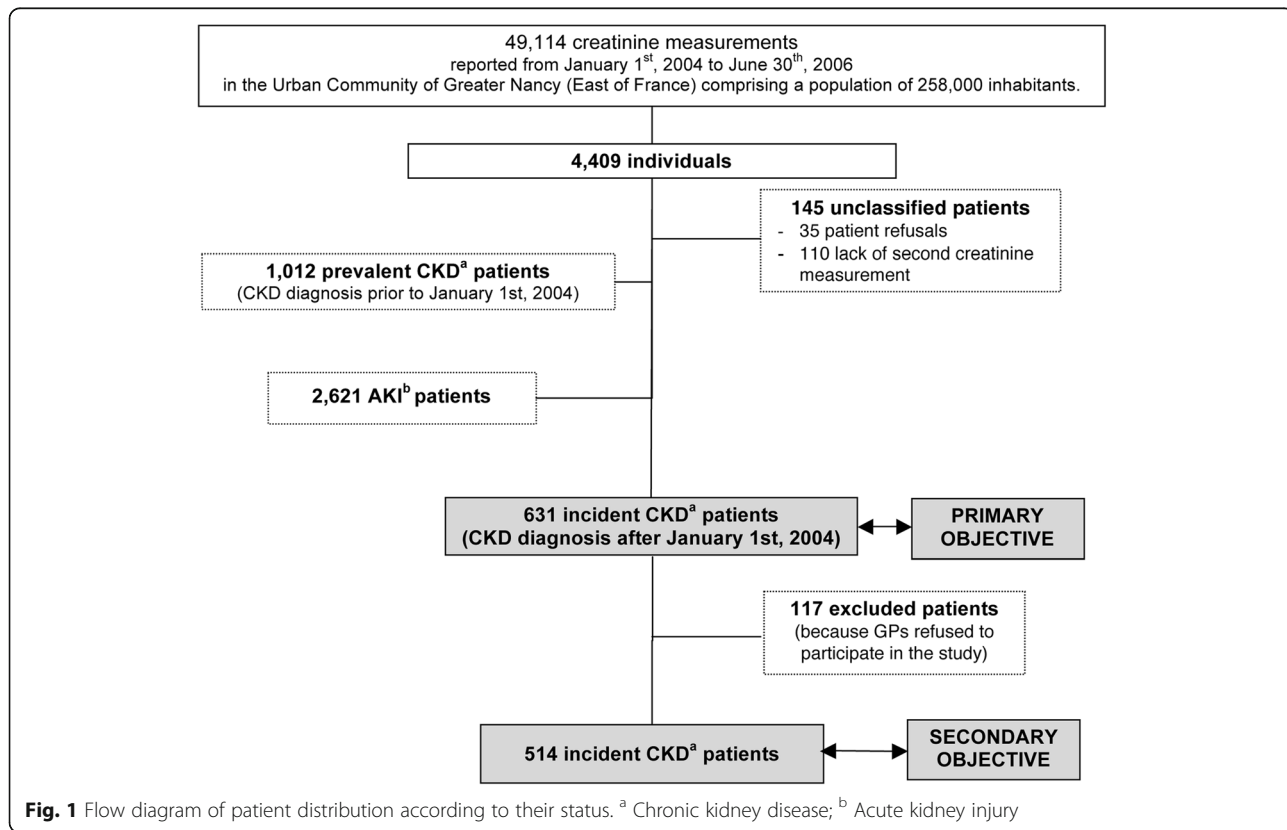 49,114 creatinine measurements
reported from January 1st, 2004 to June 30th, 2006
in the Urban Community of Greater Nancy (East of France) comprising a population of 258,000 inhabitants.
4,409 individuals
145 unclassified patients
- 35 patient refusals
- 110 lack of second creatinine
measurement
1,012 prevalent CKDa patients
(CKD diagnosis prior to January 1st, 2004)
2,621 AKIb patients
631 incident CKDa patients
(CKD diagnosis after January 1st, 2004)
PRIMARY
OBJECTIVE
117 excluded patients
(because GPs refused to
participate in the study)
514 incident CKDa patients
SECONDARY
OBJECTIVE
Fig. 1 Flow diagram of patient distribution according to their status. a Chronic kidney disease; b Acute kidney injury